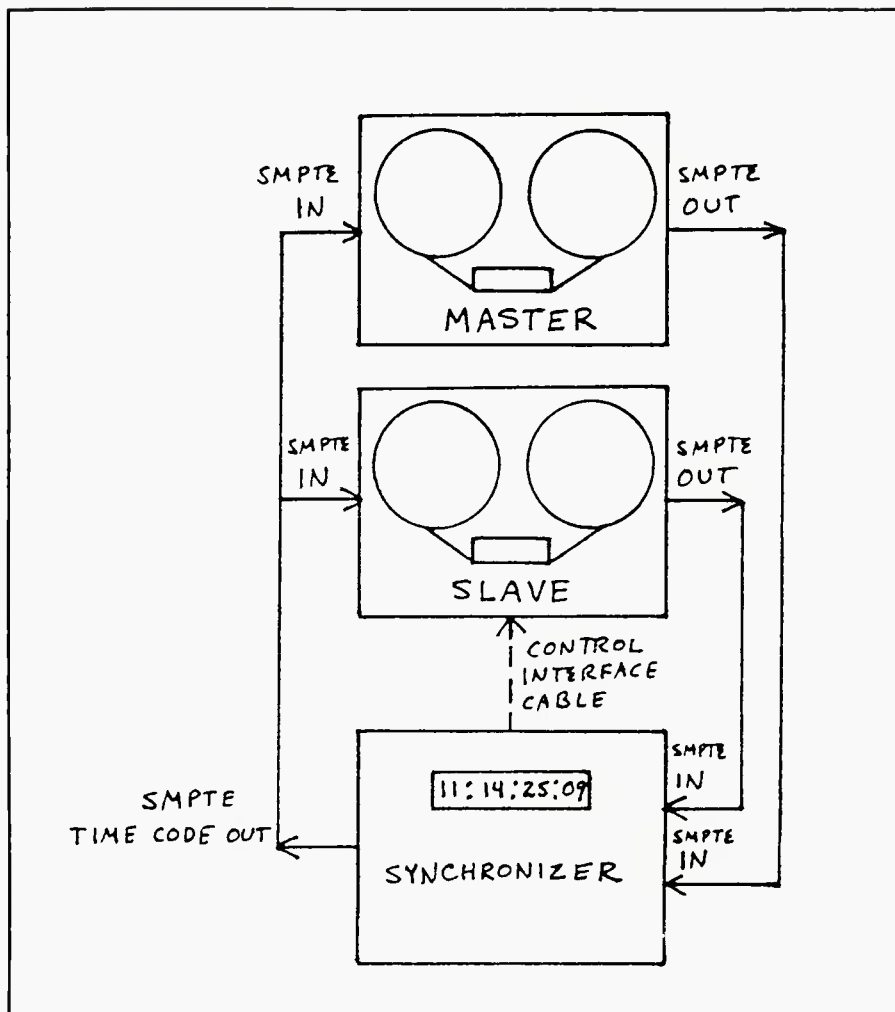 SMPTE
IN
SMPTE
OUT
MASTER
SMPTE
IN
SMPTE
OUT
SLAVE
CONTROL
INTERFACE
CABLE
SMPTE
IN
11:14:25:09
SMPTE
TIME CODE OUT
SMPTE
IN
SYNCHRONIZER